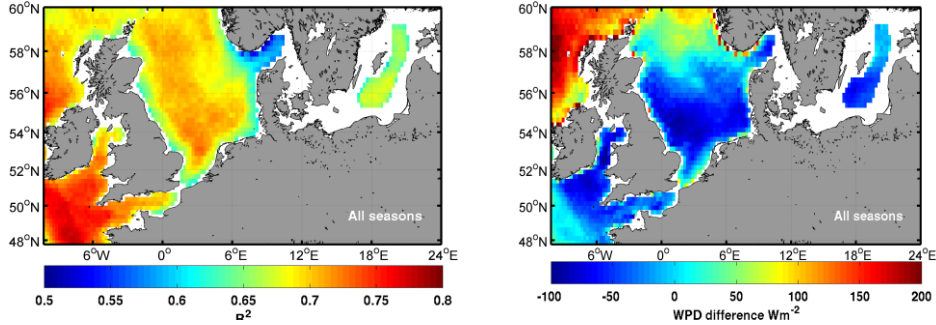 60°N
58°N
56°N
54°N
52°N
50°N
48°N
6°W
0°
6°E
12°E
18°E
24°E
All seasons
0.5
0.55
0.6
0.65
0.7
0.75
0.8
R²
60°N
58°N
56°N
54°N
52°N
50°N
48°N
6°W
0°
6°E
12°E
18°E
24°E
All seasons
-100
-50
0
50
100
150
200
WPD difference Wm⁻²